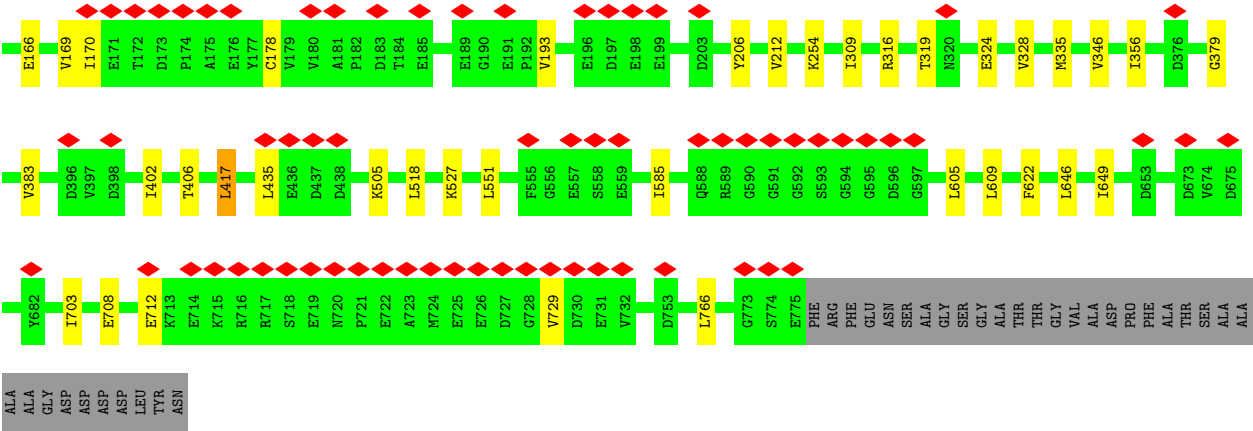 E166 V169 I170 E171 T172 D173 P174 A175 E176 Y177 C178 V179 V180 A181 P182 D183 T184 E185 E189 G190 E191 P192 V193 E196 D197 E198 E199 D203 Y206 V212 K254 I309 R316 T319 N320 E324 V328 M335 V346 I356 D376 G379
V383 D396 V397 D398 I402 T406 L417 L435 E436 D437 D438 K505 L518 K527 L551 F555 G556 E557 S558 E559 I585 Q588 R589 G590 G591 G592 S593 G594 G595 D596 G597 L605 L609 F622 L646 I649 D653 D673 V674 D675
Y682 I703 E708 E712 K713 E714 K715 R716 R717 S718 E719 N720 P721 E722 A723 M724 E725 E726 D727 G728 V729 D730 E731 V732 D753 L766 G773 S774 E775 PHE ARG PHE GLU ASN SER ALA GLY SER GLY ALA THR THR GLY VAL ALA ASP PRO PHE ALA THR SER ALA ALA
ALA ALA GLY ASP ASP ASP ASP LEU TYR ASN